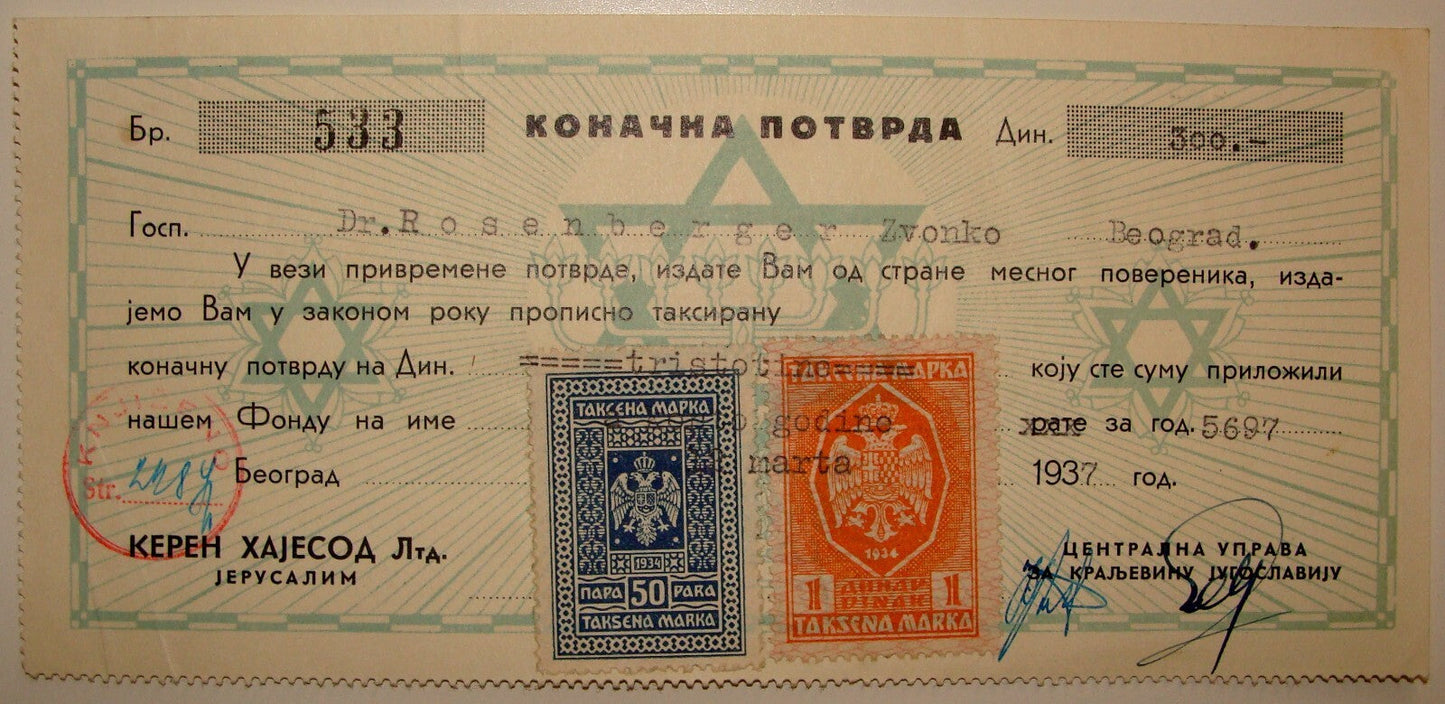 Бр. 533 КОНАЧНА ПОТВРДА Дин. 300.-
Госп. Dr. Rosenberger Zvonko Beograd.
У вези привремене потврде, издате Вам од стране месног повереника, изда-
јемо Вам у законом року прописно таксирану
коначну потврду на Дин. =====tristotine==== коју сте суму приложили
нашем Фонду на име godino рате за год. 5697
Београд marta 1937 год.
Str. 2484
КЕРЕН ХАЈЕСОД Лтд.
ЈЕРУСАЛИМ
ЦЕНТРАЛНА УПРАВА
ЗА КРАЉЕВИНУ ЈУГОСЛАВИЈУ
ТАКСЕНА МАРКА
1934
ПАРА 50 PARA
TAKSENA MARKA
ТАКСЕНА МАРКА
1934
1 ДИНАР 1
DINAR
TAKSENA MARKA